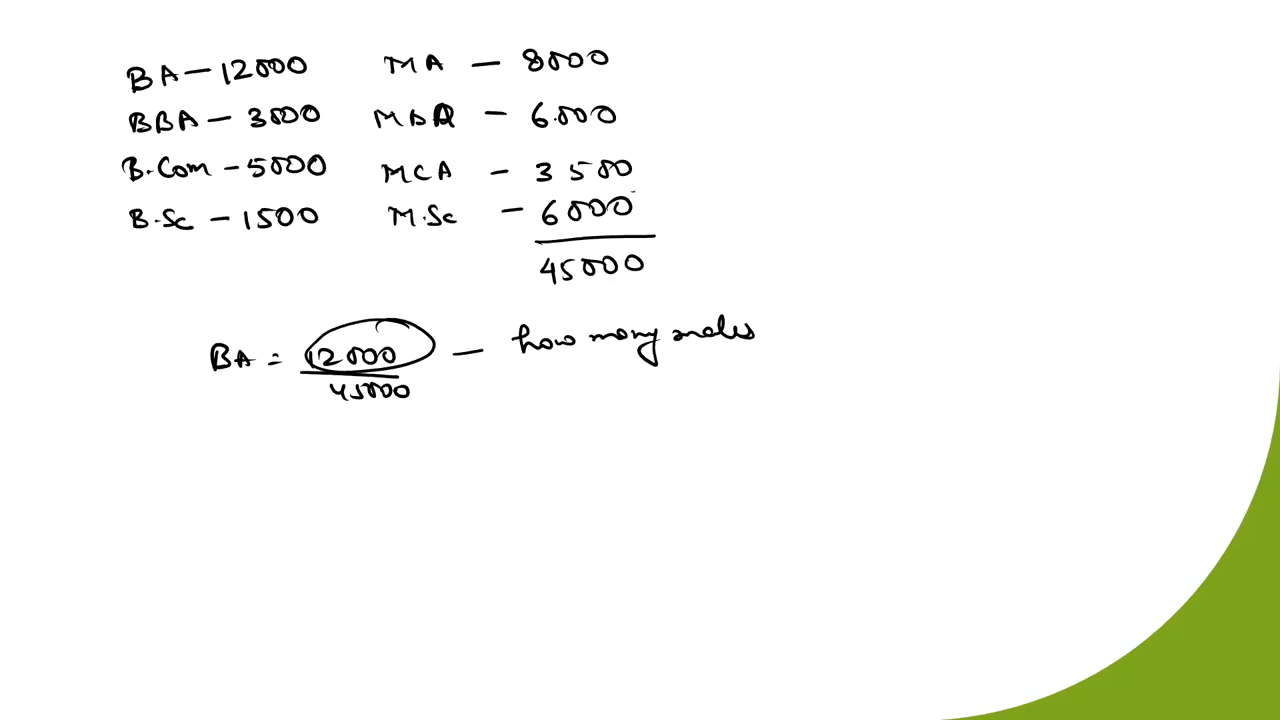 BA - 12000 MA - 8000
BBA - 3000 MBA - 6000
B.Com - 5000 MCA - 3500
B.Sc - 1500 M.Sc - 6000
45000
BA = 12000 - how many males
45000